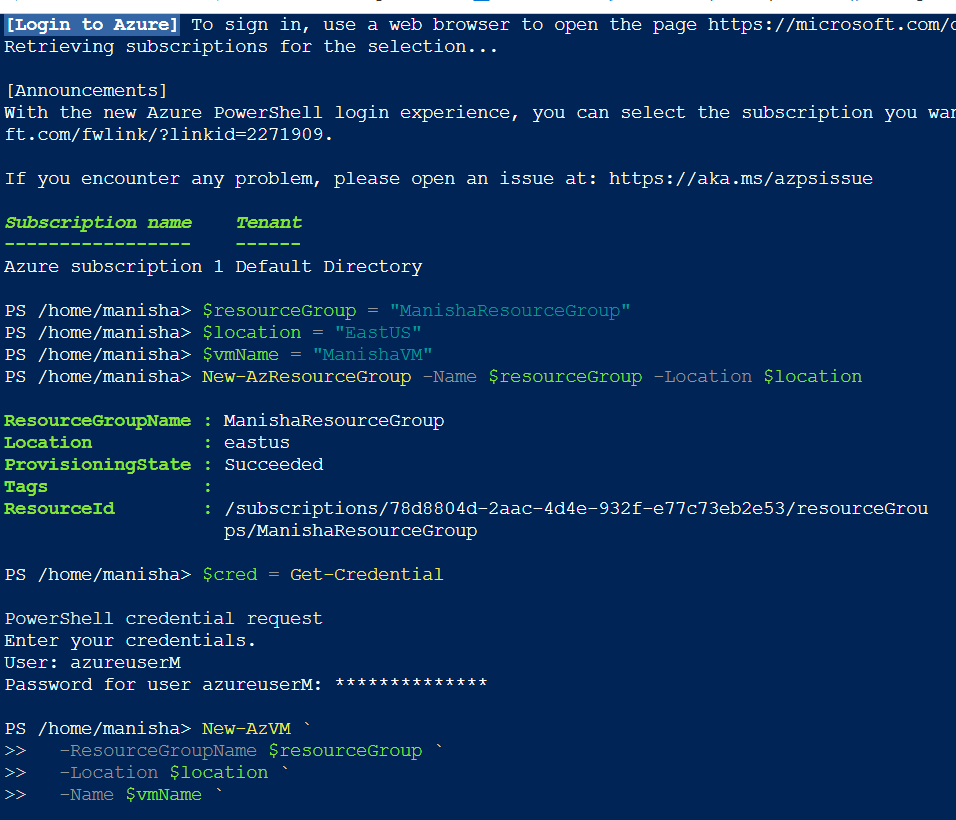 [Login to Azure] To sign in, use a web browser to open the page https://microsoft.com/
Retrieving subscriptions for the selection...
[Announcements]
With the new Azure PowerShell login experience, you can select the subscription you
ft.com/fwlink/?linkid=2271909.
If you encounter any problem, please open an issue at: https://aka.ms/azpsissue
Subscription name    Tenant
-----------------    ------
Azure subscription 1 Default Directory
PS /home/manisha> $resourceGroup = "ManishaResourceGroup"
PS /home/manisha> $location = "EastUS"
PS /home/manisha> $vmName = "ManishaVM"
PS /home/manisha> New-AzResourceGroup -Name $resourceGroup -Location $location
ResourceGroupName : ManishaResourceGroup
Location          : eastus
ProvisioningState : Succeeded
Tags              :
ResourceId        : /subscriptions/78d8804d-2aac-4d4e-932f-e77c73eb2e53/resourceGrou
                    ps/ManishaResourceGroup
PS /home/manisha> $cred = Get-Credential
PowerShell credential request
Enter your credentials.
User: azureuserM
Password for user azureuserM: **************
PS /home/manisha> New-AzVM `
>>   -ResourceGroupName $resourceGroup `
>>   -Location $location `
>>   -Name $vmName `